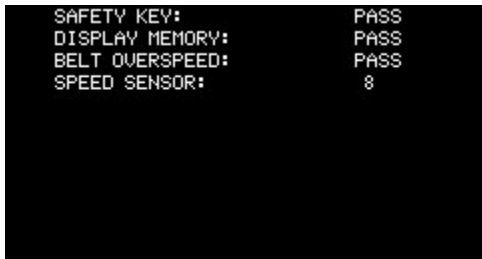 SAFETY KEY: PASS
DISPLAY MEMORY: PASS
BELT OVERSPEED: PASS
SPEED SENSOR: 8